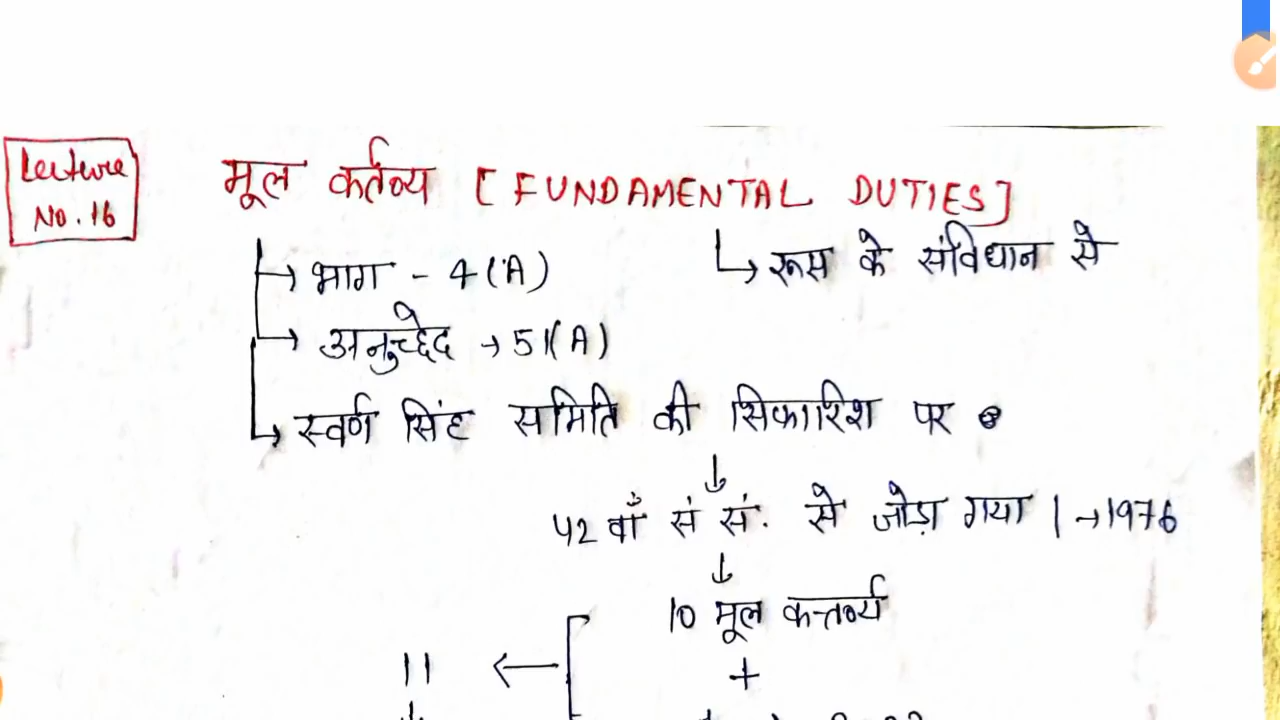 Lecture
No. 16
मूल कर्तव्य [FUNDAMENTAL DUTIES]
↳ रूस के संविधान से
→ भाग - 4(A)
→ अनुच्छेद → 51(A)
↳ स्वर्ण सिंह समिति की सिफारिश पर
↓
42 वाँ सं सं. से जोड़ा गया | → 1976
↓
10 मूल कर्त्तव्य
11 ←
+